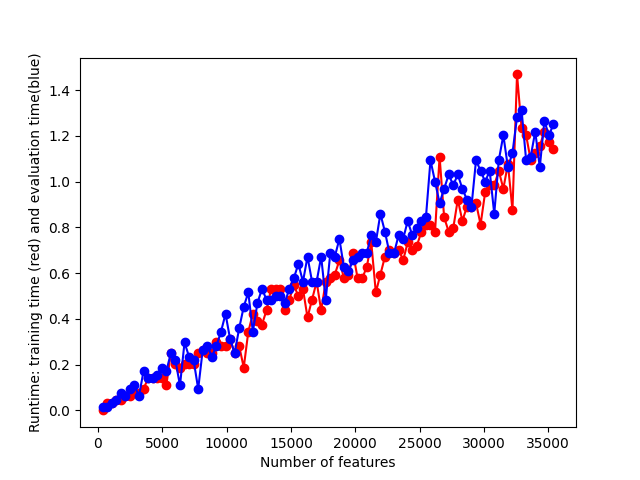 1.4
1.2
1.0
0.8
0.6
0.4
0.2
0.0
Runtime: training time (red) and evaluation time(blue)
0 5000 10000 15000 20000 25000 30000 35000
Number of features